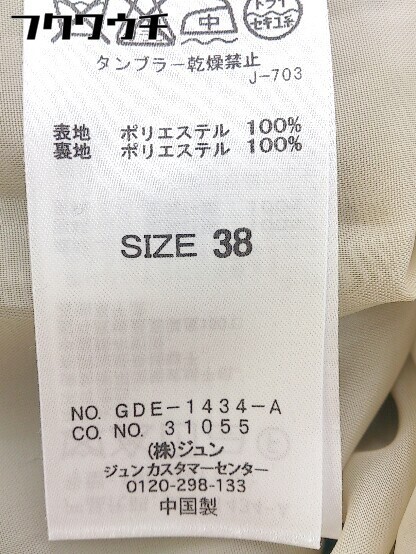 フクウウチ
中
ドライ
セキユ系
タンブラー乾燥禁止
J-703
表地 ポリエステル 100%
裏地 ポリエステル 100%
SIZE 38
NO. GDE-1434-A
CO. NO. 31055
(株)ジュン
ジュン カスタマーセンター
0120-298-133
中国製